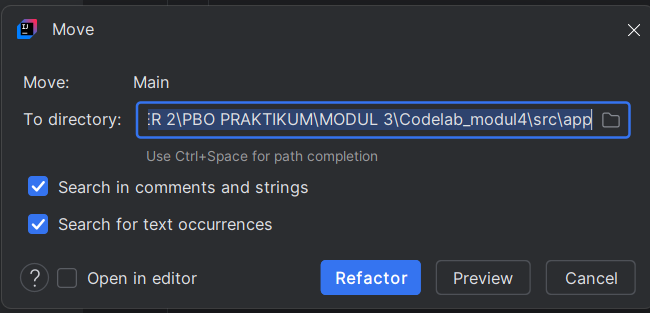 IJ
Move
Move: Main
To directory: ER 2\PBO PRAKTIKUM\MODUL 3\Codelab_modul4\src\app
Use Ctrl+Space for path completion
Search in comments and strings
Search for text occurrences
? Open in editor Refactor Preview Cancel